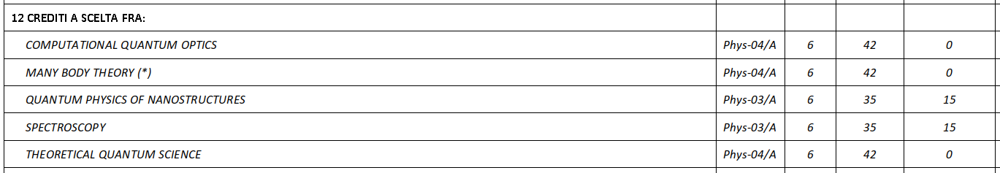 12 CREDITI A SCELTA FRA:
COMPUTATIONAL QUANTUM OPTICS Phys-04/A 6 42 0
MANY BODY THEORY (*) Phys-04/A 6 42 0
QUANTUM PHYSICS OF NANOSTRUCTURES Phys-03/A 6 35 15
SPECTROSCOPY Phys-03/A 6 35 15
THEORETICAL QUANTUM SCIENCE Phys-04/A 6 42 0